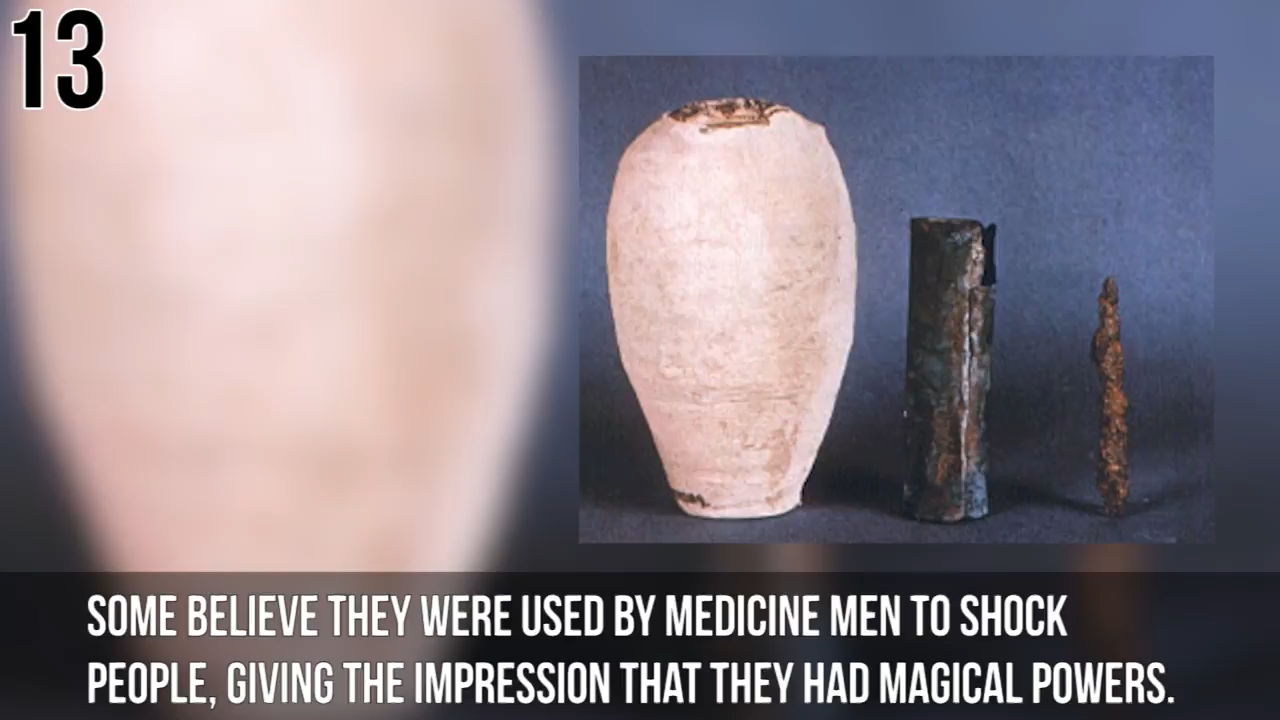 13
SOME BELIEVE THEY WERE USED BY MEDICINE MEN TO SHOCK
PEOPLE, GIVING THE IMPRESSION THAT THEY HAD MAGICAL POWERS.